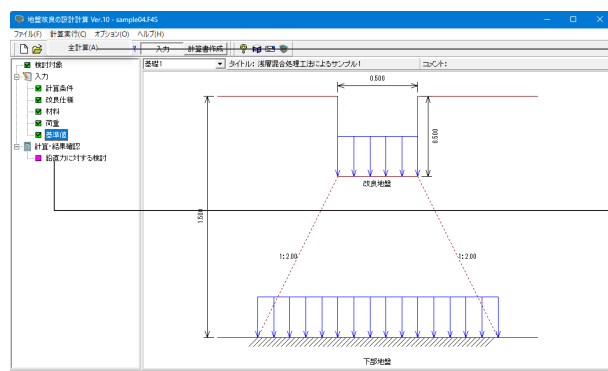 地盤改良の設計計算 Ver.10 - sample04.F4S
ファイル(F) 計算実行(C) オプション(O) ヘルプ(H)
全計算(A) 入力 計算書作成
検討対象
入力
計算条件
改良仕様
材料
荷重
基準値
計算・結果確認
鉛直力に対する検討
基礎1 タイトル: 浅層混合処理工法によるサンプル1 コメント:
0.500
0.500
改良地盤
1.500
1:2.00
1:2.00
下部地盤